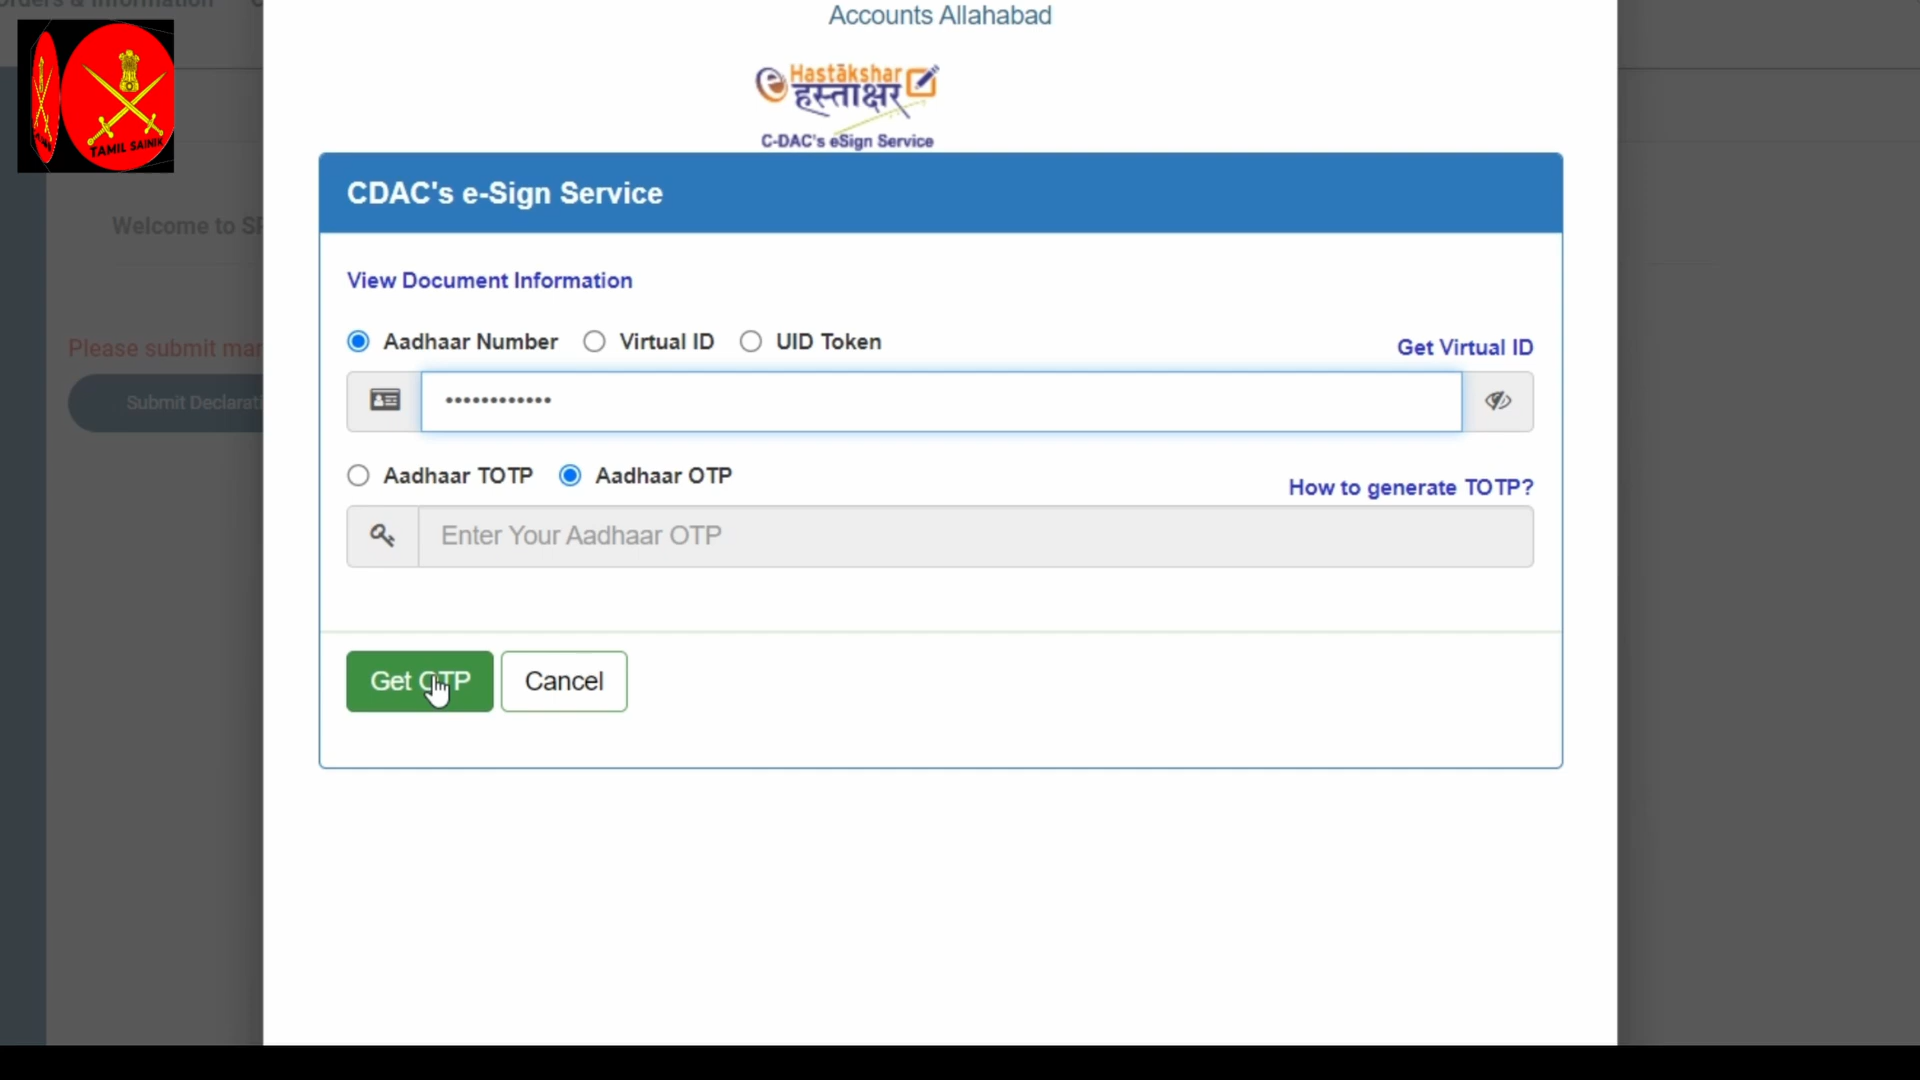 Orders & Information
Accounts Allahabad
TAMIL SAINIK
e Hastākshar
हस्ताक्षर
C-DAC's eSign Service
CDAC's e-Sign Service
Welcome to
View Document Information
Aadhaar Number Virtual ID UID Token Get Virtual ID
Please submit
••••••••••••
Submit
Aadhaar TOTP Aadhaar OTP How to generate TOTP?
Enter Your Aadhaar OTP
Get OTP Cancel